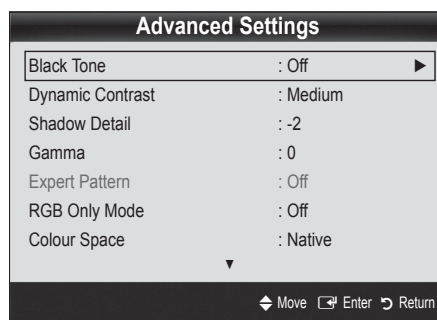 Advanced Settings
Black Tone : Off ▶
Dynamic Contrast : Medium
Shadow Detail : -2
Gamma : 0
Expert Pattern : Off
RGB Only Mode : Off
Colour Space : Native
▼
Move Enter Return